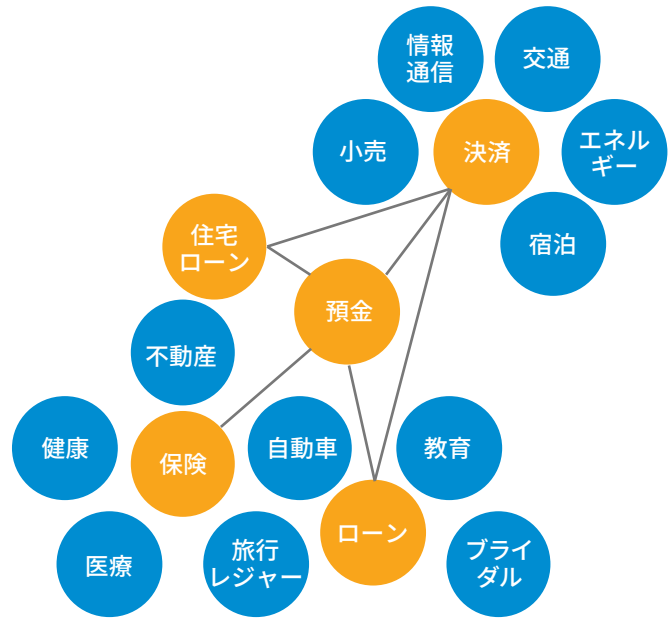 情報
通信
交通
小売
決済
エネル
ギー
住宅
ローン
宿泊
預金
不動産
健康
保険
自動車
教育
医療
旅行
レジャー
ローン
ブライ
ダル